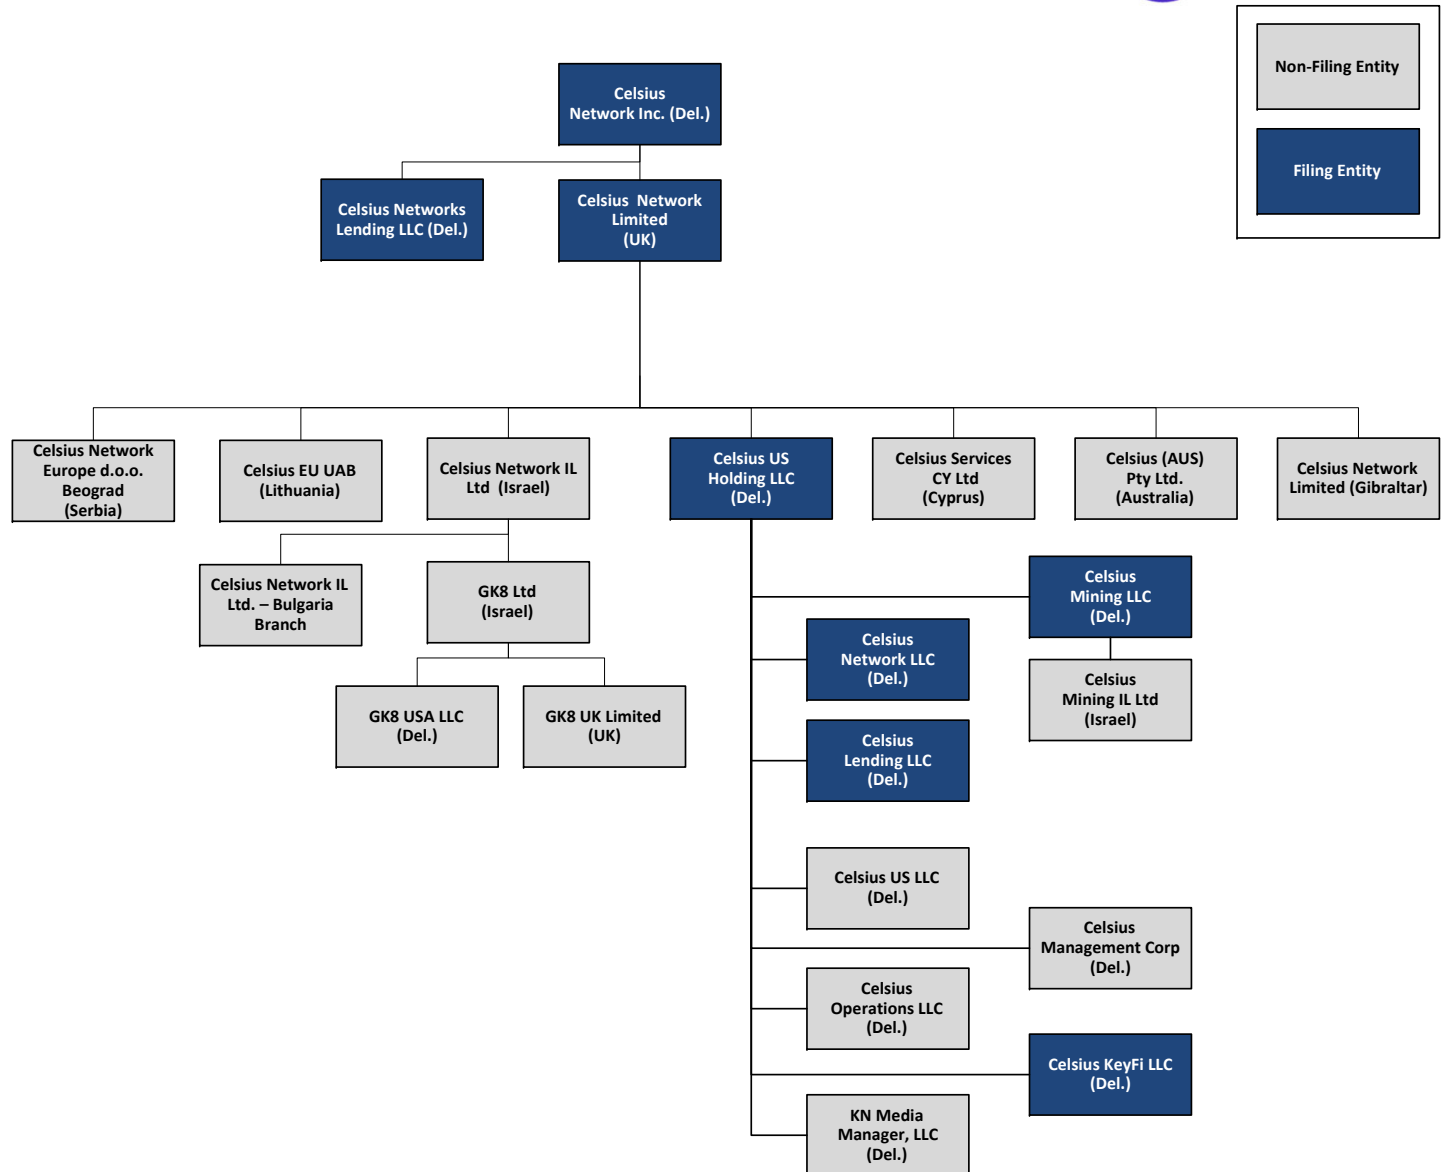 Non-Filing Entity
Filing Entity
Celsius
Network Inc. (Del.)
Celsius Networks
Lending LLC (Del.)
Celsius Network
Limited
(UK)
Celsius Network
Europe d.o.o.
Beograd
(Serbia)
Celsius EU UAB
(Lithuania)
Celsius Network IL
Ltd (Israel)
Celsius US
Holding LLC
(Del.)
Celsius Services
CY Ltd
(Cyprus)
Celsius (AUS)
Pty Ltd.
(Australia)
Celsius Network
Limited (Gibraltar)
Celsius Network IL
Ltd. – Bulgaria
Branch
GK8 Ltd
(Israel)
GK8 USA LLC
(Del.)
GK8 UK Limited
(UK)
Celsius
Mining LLC
(Del.)
Celsius
Network LLC
(Del.)
Celsius
Mining IL Ltd
(Israel)
Celsius
Lending LLC
(Del.)
Celsius US LLC
(Del.)
Celsius
Management Corp
(Del.)
Celsius
Operations LLC
(Del.)
Celsius KeyFi LLC
(Del.)
KN Media
Manager, LLC
(Del.)